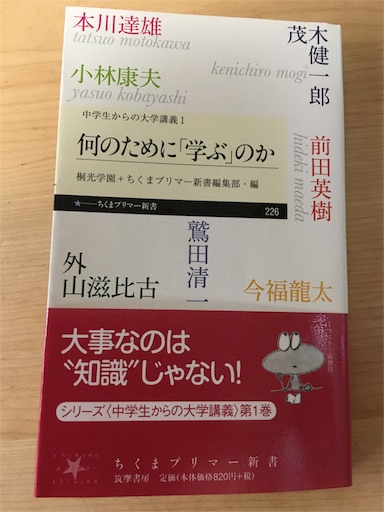 本川達雄
tatsuo motokawa
茂木健一郎
kenichiro mogi
小林康夫
yasuo kobayashi
中学生からの大学講義1
何のために「学ぶ」のか
桐光学園+ちくまプリマー新書編集部・編
★――ちくまプリマー新書
226
前田英樹
hideki maeda
鷲田清一
外山滋比古
今福龍太
大事なのは
“知識”じゃない!
シリーズ〈中学生からの大学講義〉第1巻
ちくまプリマー新書
筑摩書房 定価(本体価格820円+税)